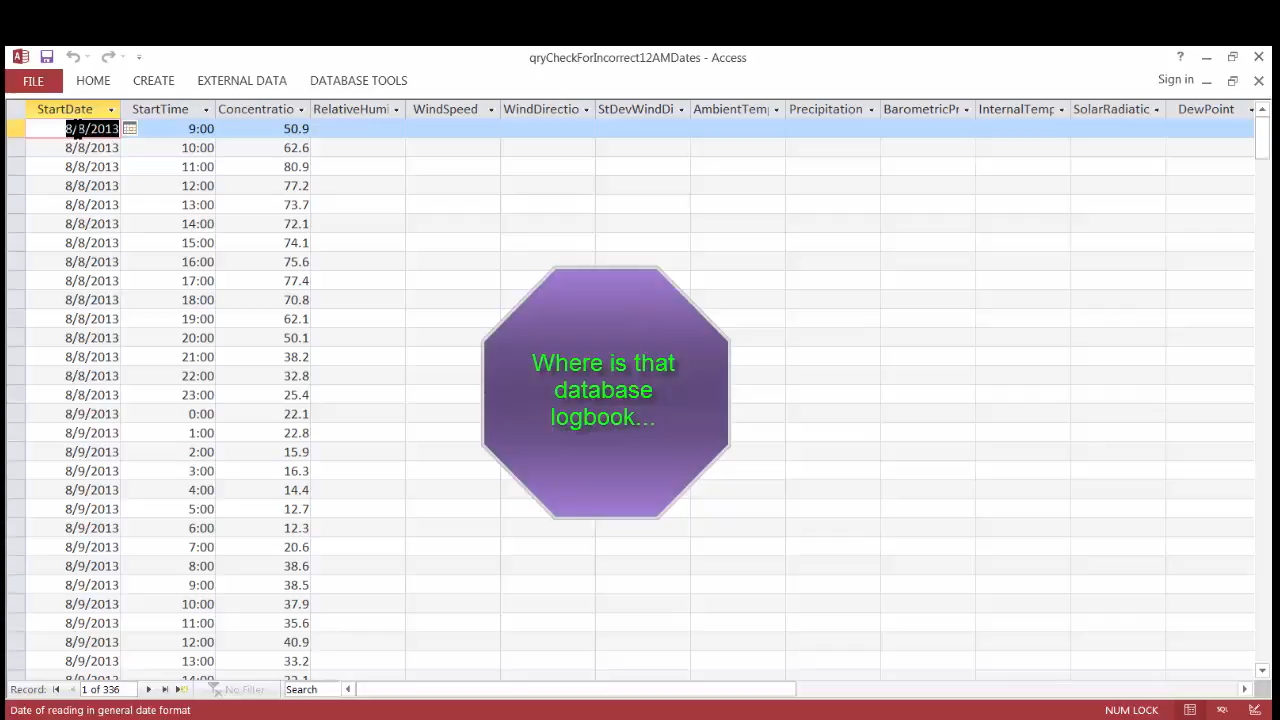 qryCheckForIncorrect12AMDates - Access
?
FILE HOME CREATE EXTERNAL DATA DATABASE TOOLS Sign in
StartDate StartTime Concentratio RelativeHumi WindSpeed WindDirectio StDevWindDi AmbientTemp Precipitation BarometricPr InternalTemp SolarRadiatic DewPoint
8/8/2013 9:00 50.9
8/8/2013 10:00 62.6
8/8/2013 11:00 80.9
8/8/2013 12:00 77.2
8/8/2013 13:00 73.7
8/8/2013 14:00 72.1
8/8/2013 15:00 74.1
8/8/2013 16:00 75.6
8/8/2013 17:00 77.4
8/8/2013 18:00 70.8
8/8/2013 19:00 62.1
8/8/2013 20:00 50.1
8/8/2013 21:00 38.2
8/8/2013 22:00 32.8
8/8/2013 23:00 25.4
8/9/2013 0:00 22.1
8/9/2013 1:00 22.8
8/9/2013 2:00 15.9
8/9/2013 3:00 16.3
8/9/2013 4:00 14.4
8/9/2013 5:00 12.7
8/9/2013 6:00 12.3
8/9/2013 7:00 20.6
8/9/2013 8:00 38.6
8/9/2013 9:00 38.5
8/9/2013 10:00 37.9
8/9/2013 11:00 35.6
8/9/2013 12:00 40.9
8/9/2013 13:00 33.2
Where is that
database
logbook...
Record: 1 of 336 No Filter Search
Date of reading in general date format NUM LOCK SQL